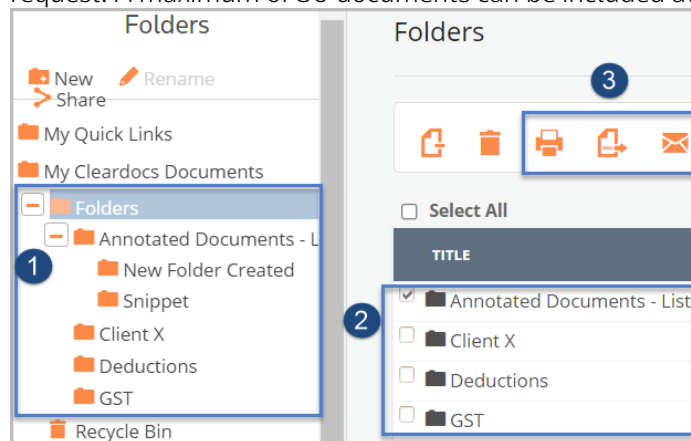 Folders
New Rename
Share
My Quick Links
My Cleardocs Documents
Folders
Annotated Documents - L
New Folder Created
Snippet
Client X
Deductions
GST
Recycle Bin
1
Folders
3
Select All
TITLE
2
Annotated Documents - List
Client X
Deductions
GST